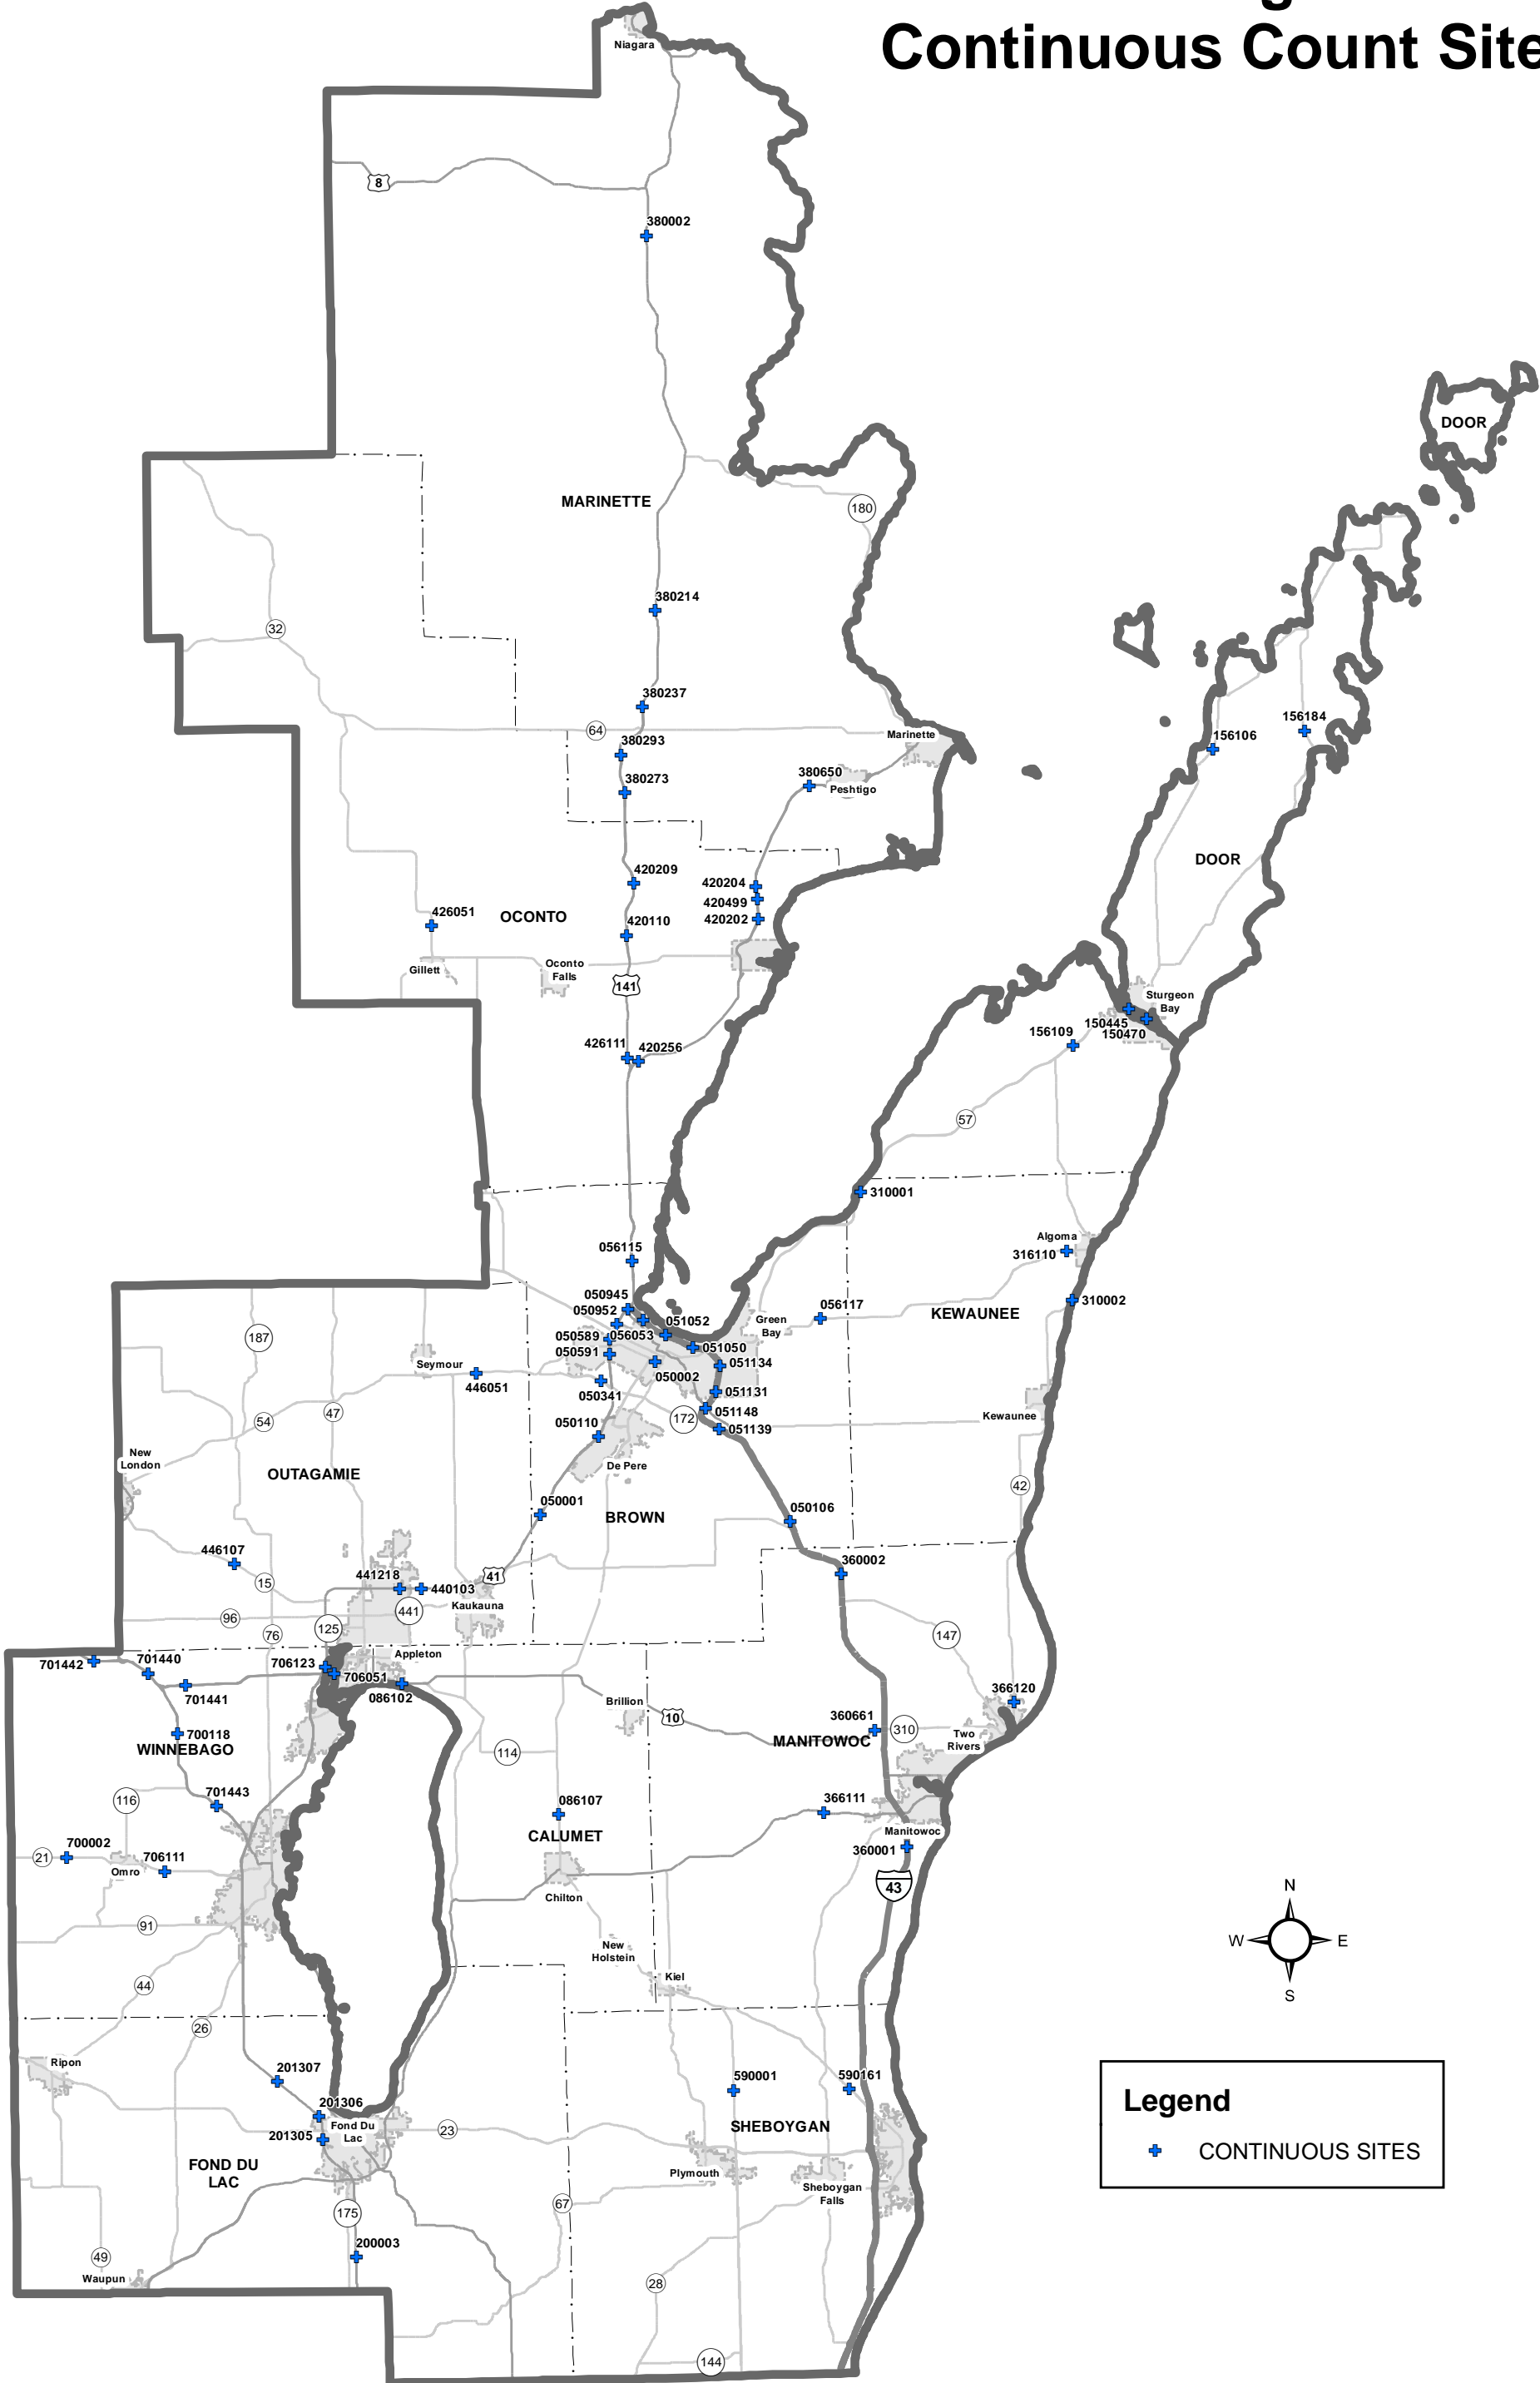 Continuous Count Site
Niagara
8
380002
DOOR
MARINETTE
180
380214
32
380237
64
380293
Marinette
156184
156106
380273
380650
Peshtigo
DOOR
420209
420204
420499
420202
426051
OCONTO
420110
Gillett
Oconto
Falls
141
Sturgeon
Bay
150445
150470
156109
426111
420256
57
310001
Algoma
316110
056115
310002
050945
050952
056117
KEWAUNEE
051052
Green
Bay
050589
056053
050591
051050
051134
187
Seymour
446051
050002
050341
051131
051148
051139
172
Kewaunee
54
47
050110
New
London
De Pere
OUTAGAMIE
42
050001
BROWN
050106
446107
360002
15
441218
440103
41
441
Kaukauna
96
125
76
147
701442
701440
706123
Appleton
706051
086102
701441
366120
Brillion
10
360661
310
700118
WINNEBAGO
MANITOWOC
Two
Rivers
114
116
701443
086107
366111
CALUMET
Manitowoc
700002
21
706111
Omro
360001
43
Chilton
N
W
E
S
91
New
Holstein
Kiel
44
26
Ripon
201307
590001
590161
201306
Fond Du
Lac
201305
23
SHEBOYGAN
Legend
CONTINUOUS SITES
FOND DU
LAC
Plymouth
Sheboygan
Falls
67
175
200003
49
Waupun
28
144